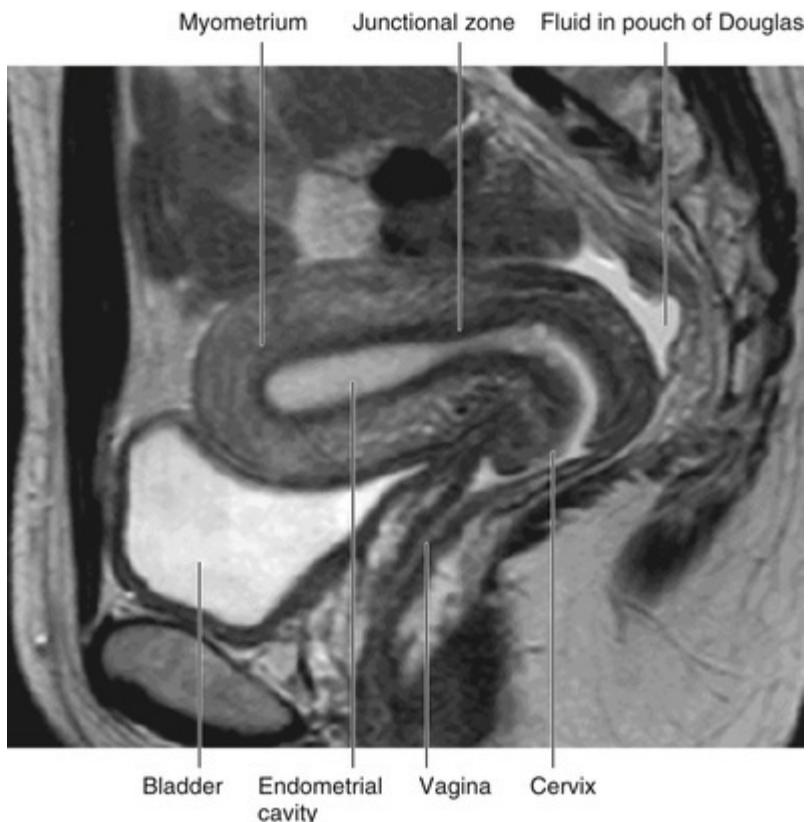 Myometrium
Junctional zone
Fluid in pouch of Douglas
Bladder
Endometrial
cavity
Vagina
Cervix